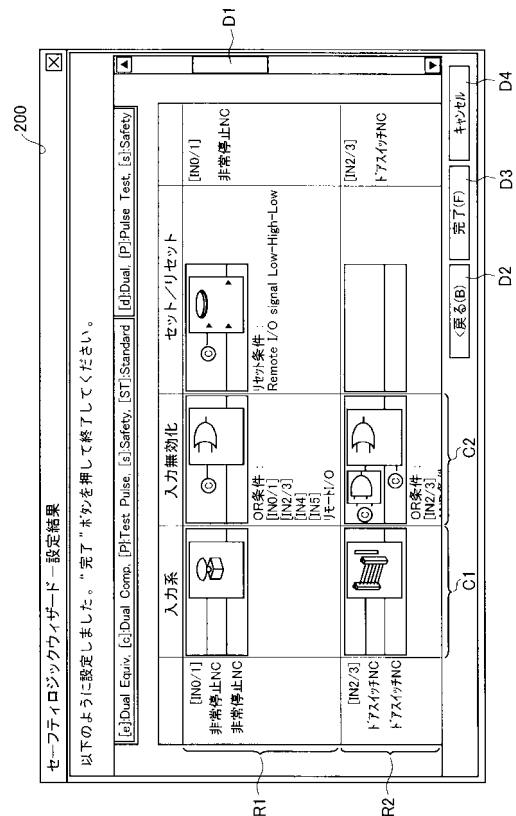 200
セーフティロジックウィザード－設定結果
以下のように設定しました。"完了"ボタンを押して終了してください。
[e]:Dual Equiv, [c]:Dual Comp, [P]:Test Pulse, [s]:Safety, [ST]:Standard
[d]:Dual, [P]:Pulse Test, [s]:Safety
入力系
入力無効化
セット／リセット
[IN0/1]
非常停止NC
非常停止NC
C
OR条件：
[IN0/1]
[IN2/3]
[IN4]
[IN5]
リモートI/O
C
リセット条件：
Remote I/O signal Low-High-Low
[IN0/1]
非常停止NC
[IN2/3]
ドアスイッチNC
ドアスイッチNC
C
C
OR条件：
[IN2/3]
[IN2/3]
ドアスイッチNC
<戻る(B)
完了(F)
キャンセル
R1
R2
C1
C2
D1
D2
D3
D4